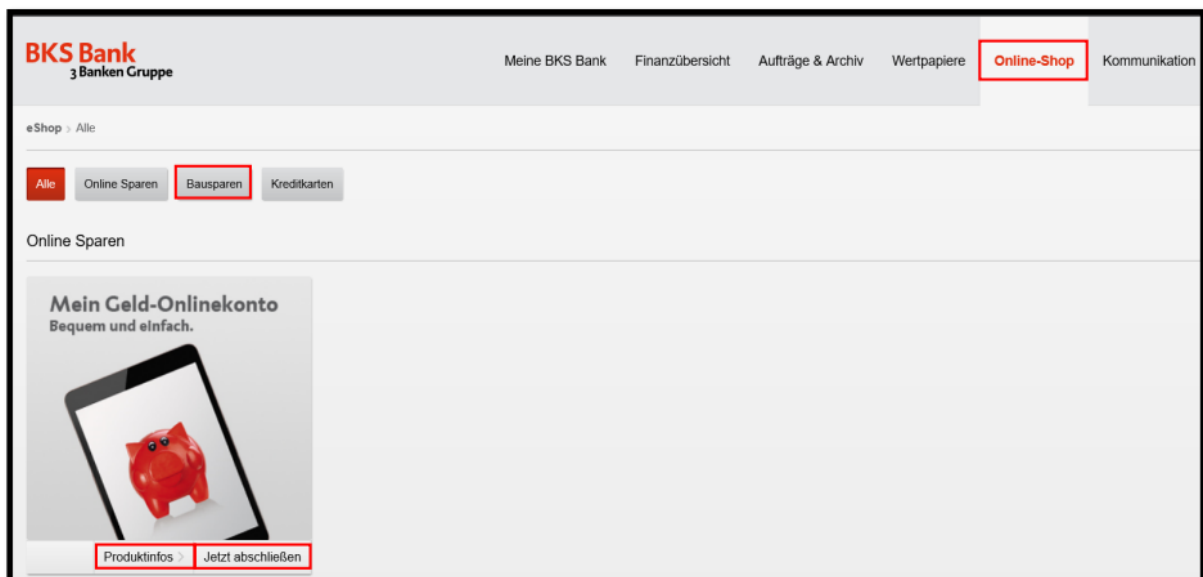 BKS Bank
3 Banken Gruppe
Meine BKS Bank Finanzübersicht Aufträge & Archiv Wertpapiere Online-Shop Kommunikation
eShop > Alle
Alle Online Sparen Bausparen Kreditkarten
Online Sparen
Mein Geld-Onlinekonto
Bequem und einfach.
Produktinfos > Jetzt abschließen